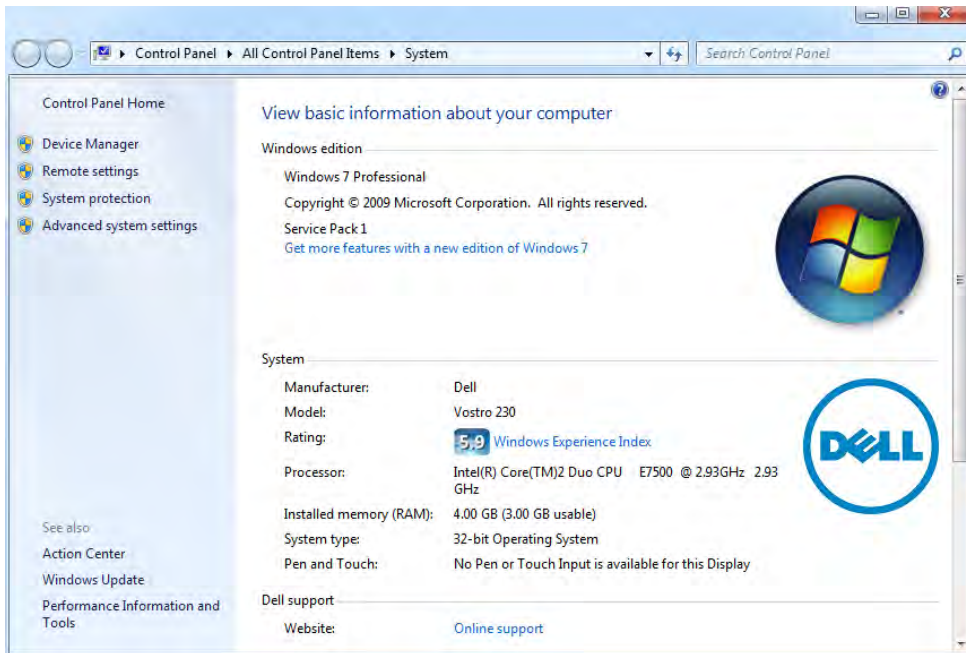 Control Panel ▸ All Control Panel Items ▸ System
Search Control Panel
Control Panel Home
Device Manager
Remote settings
System protection
Advanced system settings
View basic information about your computer
Windows edition
Windows 7 Professional
Copyright © 2009 Microsoft Corporation. All rights reserved.
Service Pack 1
Get more features with a new edition of Windows 7
System
Manufacturer: Dell
Model: Vostro 230
Rating: 5,9 Windows Experience Index
Processor: Intel(R) Core(TM)2 Duo CPU E7500 @ 2.93GHz 2.93
GHz
Installed memory (RAM): 4.00 GB (3.00 GB usable)
System type: 32-bit Operating System
Pen and Touch: No Pen or Touch Input is available for this Display
DELL
Dell support
Website: Online support
See also
Action Center
Windows Update
Performance Information and
Tools